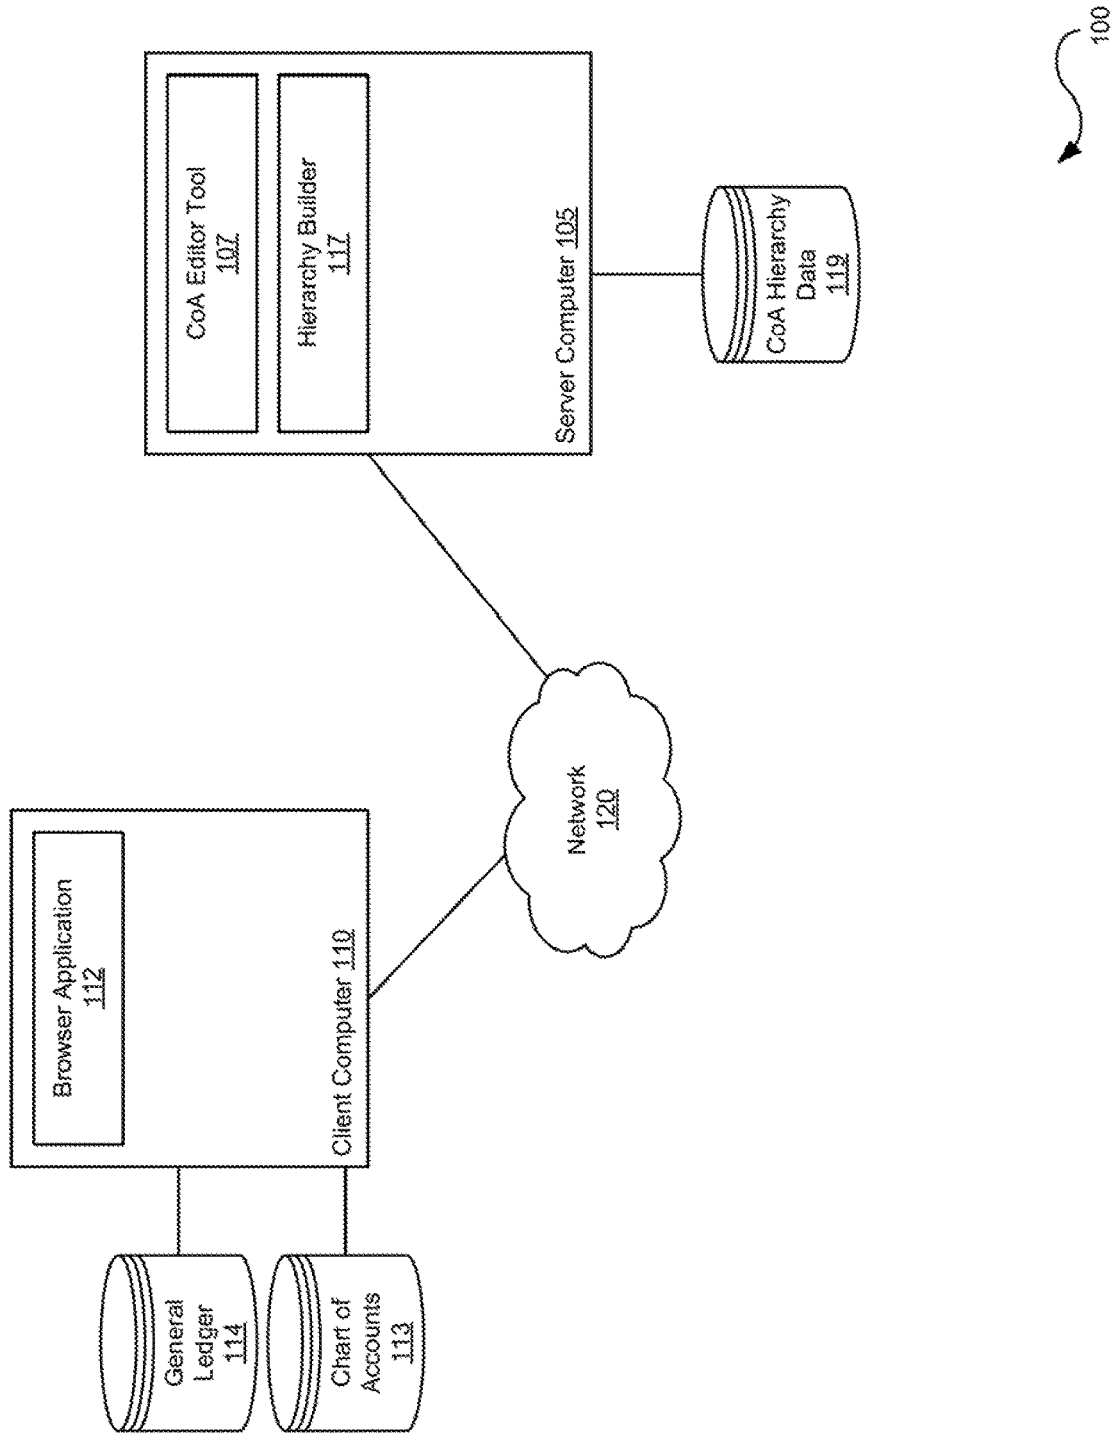 General
Ledger
114
Chart of
Accounts
113
Browser Application
112
Client Computer 110
Network
120
CoA Editor Tool
107
Hierarchy Builder
117
Server Computer 105
CoA Hierarchy
Data
119
100